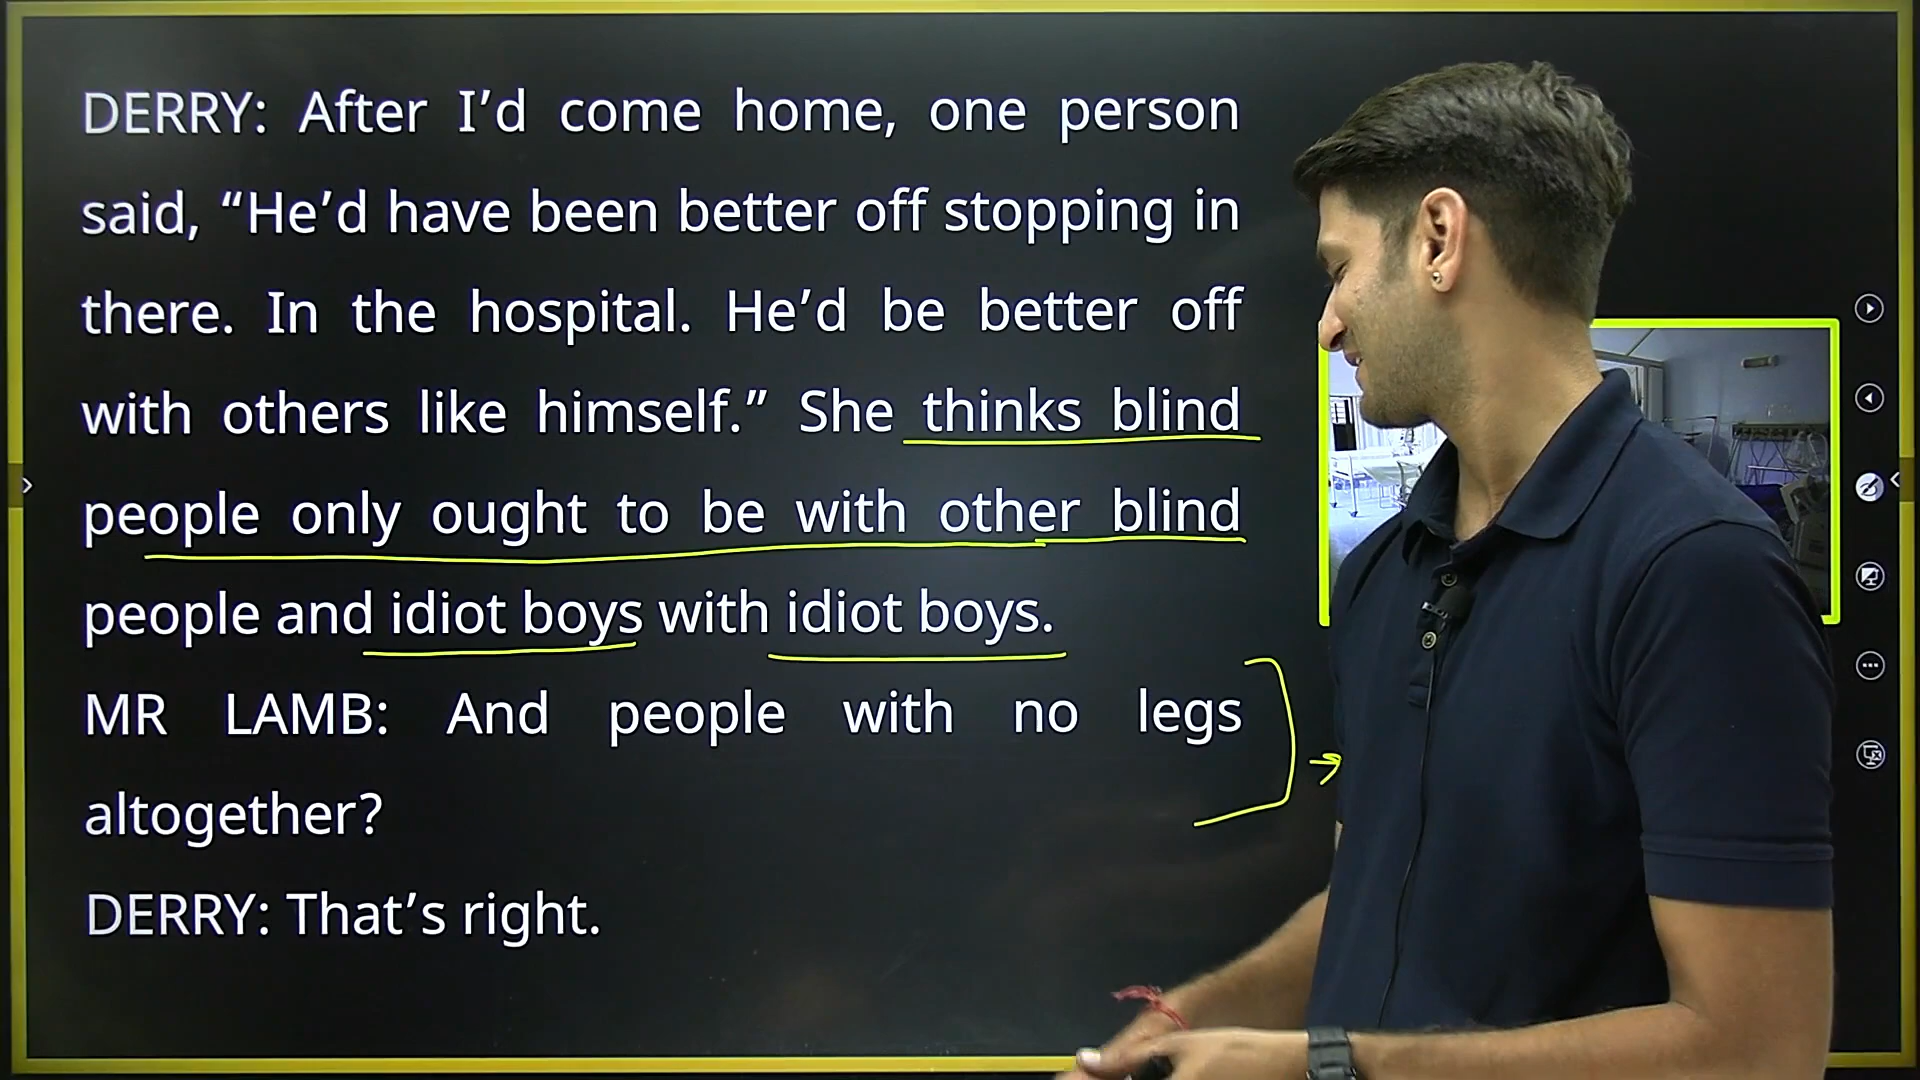 DERRY: After I’d come home, one person
said, “He’d have been better off stopping in
there. In the hospital. He’d be better off
with others like himself.” She thinks blind
people only ought to be with other blind
people and idiot boys with idiot boys.
MR LAMB: And people with no legs
altogether?
DERRY: That’s right.